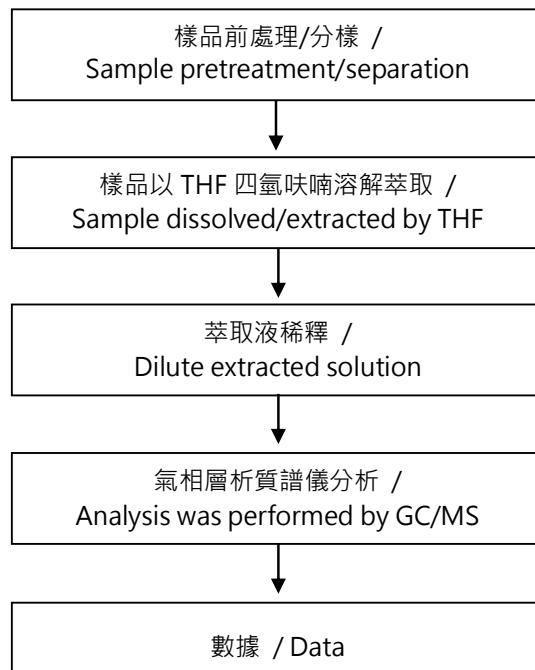 樣品前處理/分樣 /
Sample pretreatment/separation
樣品以 THF 四氫呋喃溶解萃取 /
Sample dissolved/extracted by THF
萃取液稀釋 /
Dilute extracted solution
氣相層析質譜儀分析 /
Analysis was performed by GC/MS
數據 / Data